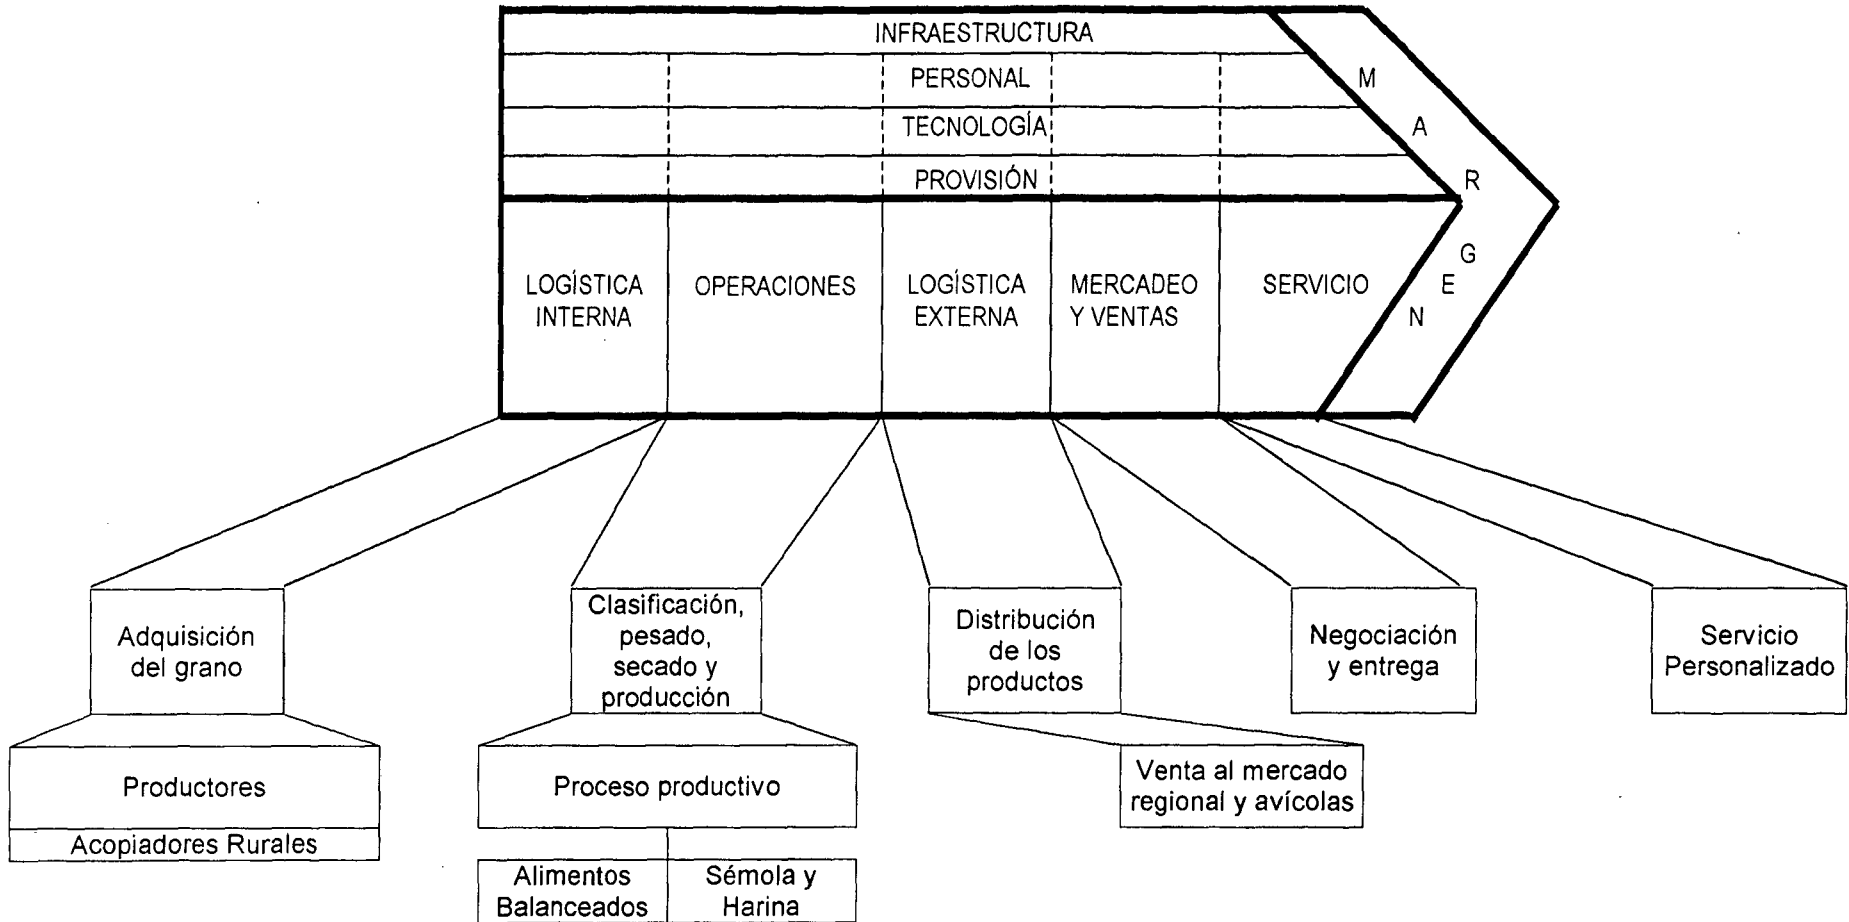 INFRAESTRUCTURA
PERSONAL
TECNOLOGÍA
PROVISIÓN
M
A
R
G
E
N
LOGÍSTICA
INTERNA
OPERACIONES
LOGÍSTICA
EXTERNA
MERCADEO
Y VENTAS
SERVICIO
Adquisición
del grano
Clasificación,
pesado,
secado y
producción
Distribución
de los
productos
Negociación
y entrega
Servicio
Personalizado
Productores
Acopiadores Rurales
Proceso productivo
Alimentos
Balanceados
Sémola y
Harina
Venta al mercado
regional y avícolas